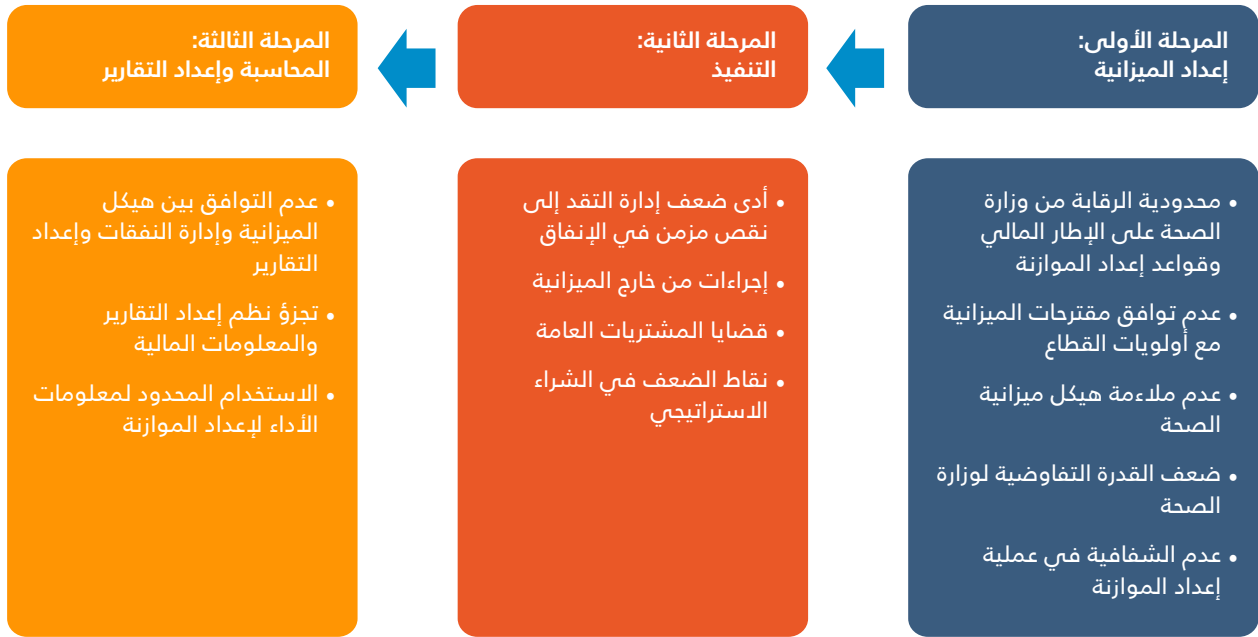 المرحلة الأولى:
إعداد الميزانية
المرحلة الثانية:
التنفيذ
المرحلة الثالثة:
المحاسبة وإعداد التقارير
• محدودية الرقابة من وزارة
الصحة على الإطار المالي
وقواعد إعداد الموازنة
• عدم توافق مقترحات الميزانية
مع أولويات القطاع
• عدم ملاءمة هيكل ميزانية
الصحة
• ضعف القدرة التفاوضية لوزارة
الصحة
• عدم الشفافية في عملية
إعداد الموازنة
• أدى ضعف إدارة التقد إلى
نقص مزمن في الإنفاق
• إجراءات من خارج الميزانية
• قضايا المشتريات العامة
• نقاط الضعف في الشراء
الاستراتيجي
• عدم التوافق بين هيكل
الميزانية وإدارة النفقات وإعداد
التقارير
• تجزؤ نظم إعداد التقارير
والمعلومات المالية
• الاستخدام المحدود لمعلومات
الأداء لإعداد الموازنة